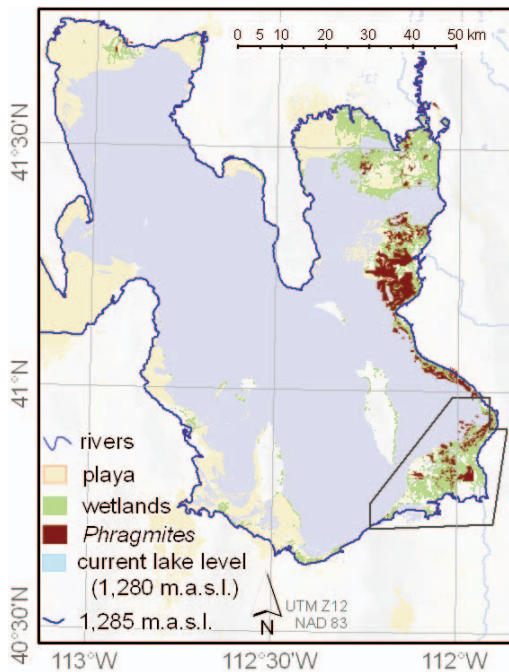 0 5 10 20 30 40 50 km
41°30'N
41°N
40°30'N
rivers
playa
wetlands
Phragmites
current lake level
(1,280 m.a.s.l.)
1,285 m.a.s.l.
N
UTM Z12
NAD 83
113°W
112°30'W
112°W